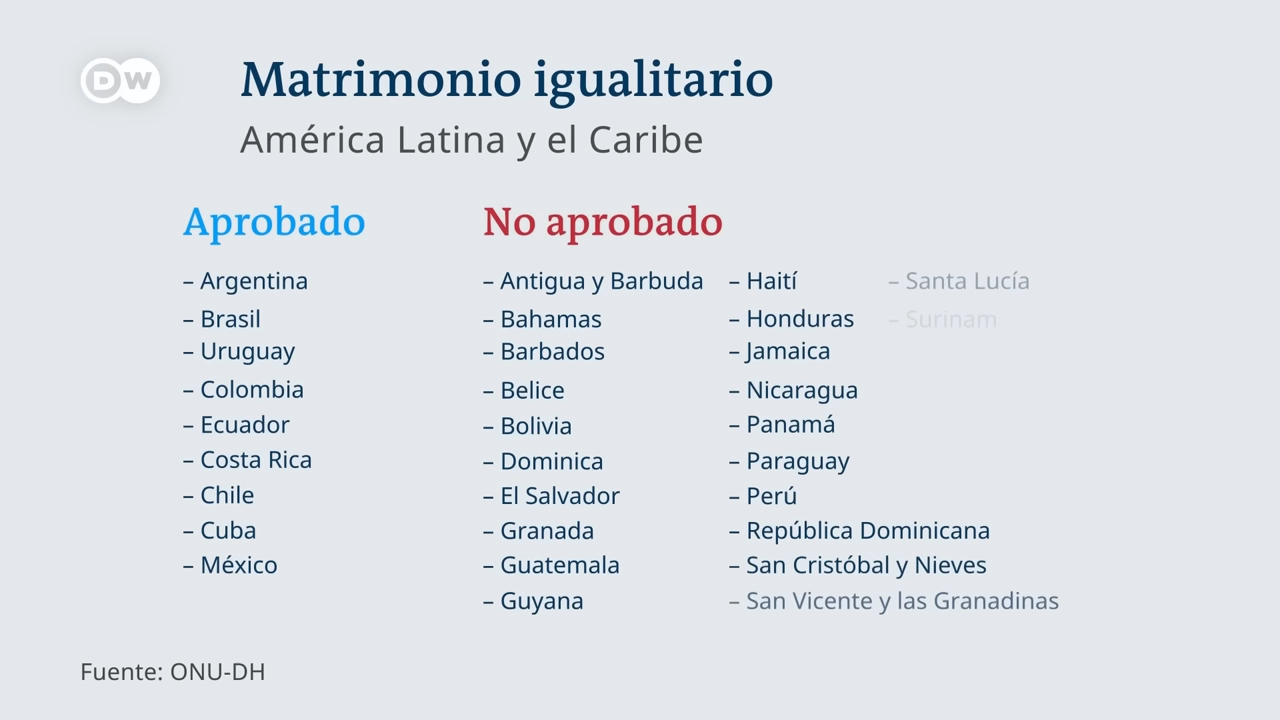 DW
Matrimonio igualitario
América Latina y el Caribe
Aprobado
– Argentina
– Brasil
– Uruguay
– Colombia
– Ecuador
– Costa Rica
– Chile
– Cuba
– México
No aprobado
– Antigua y Barbuda
– Bahamas
– Barbados
– Belice
– Bolivia
– Dominica
– El Salvador
– Granada
– Guatemala
– Guyana
– Haití
– Honduras
– Jamaica
– Nicaragua
– Panamá
– Paraguay
– Perú
– República Dominicana
– San Cristóbal y Nieves
– San Vicente y las Granadinas
– Santa Lucía
– Surinam
Fuente: ONU-DH